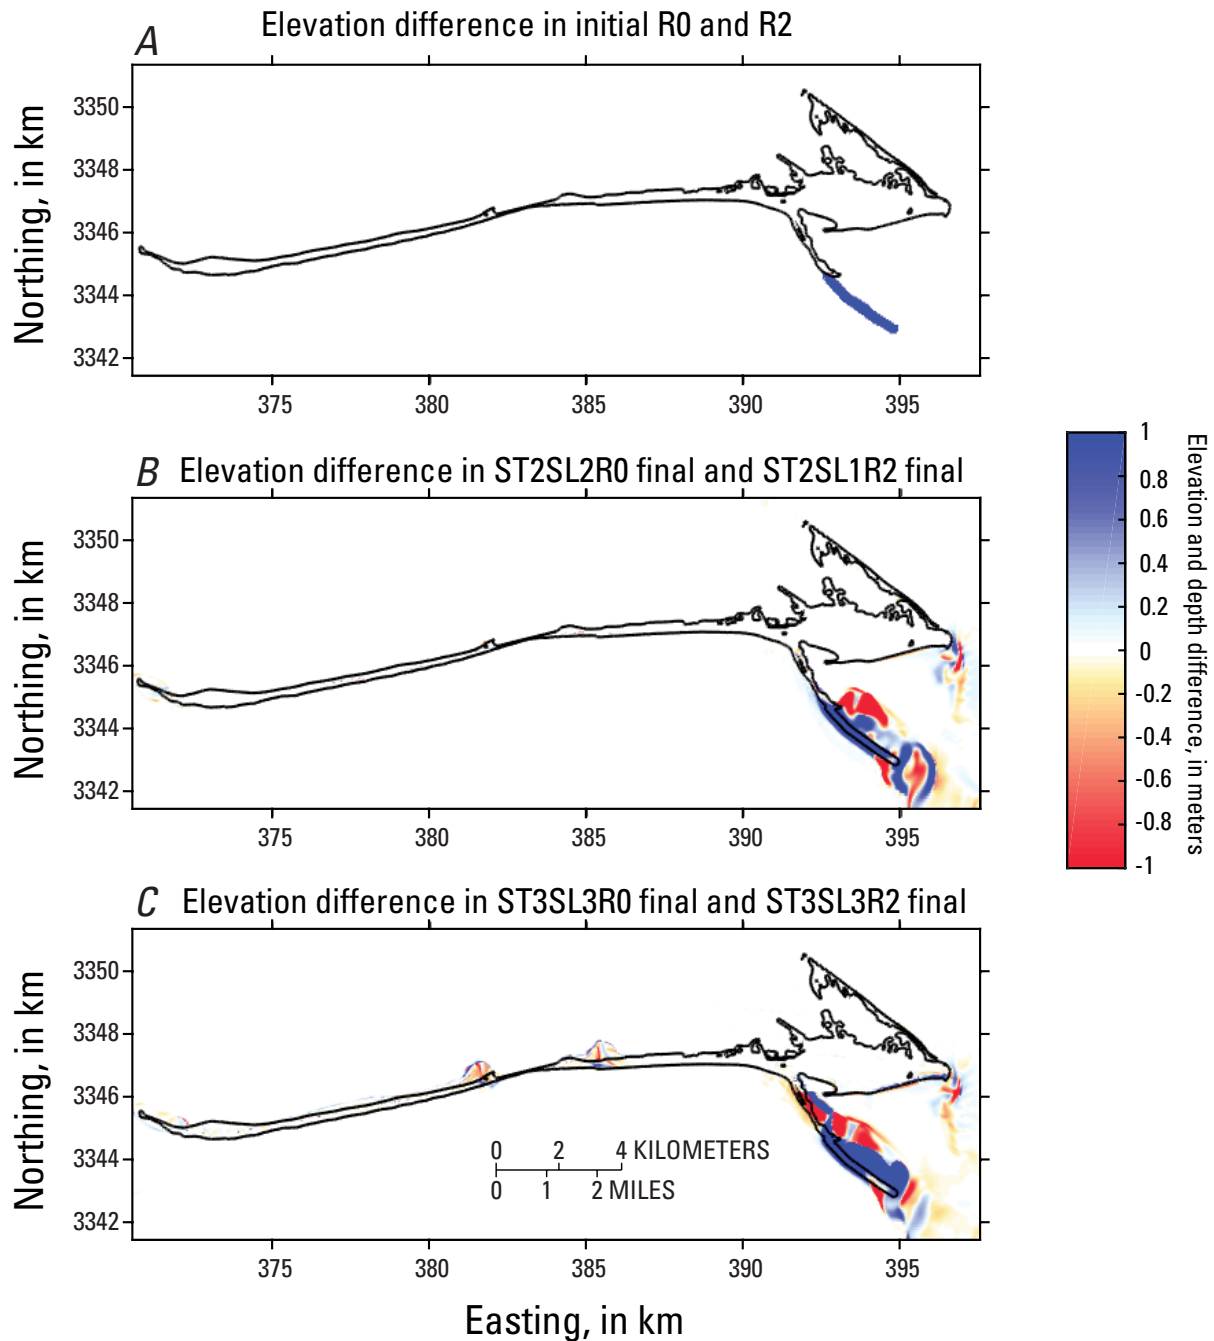 A Elevation difference in initial R0 and R2
Northing, in km
3350
3348
3346
3344
3342
375 380 385 390 395
B Elevation difference in ST2SL2R0 final and ST2SL1R2 final
Northing, in km
3350
3348
3346
3344
3342
375 380 385 390 395
1
0.8
0.6
0.4
0.2
0
-0.2
-0.4
-0.6
-0.8
-1
Elevation and depth difference, in meters
C Elevation difference in ST3SL3R0 final and ST3SL3R2 final
Northing, in km
3350
3348
3346
3344
3342
0 2 4 KILOMETERS
0 1 2 MILES
375 380 385 390 395
Easting, in km